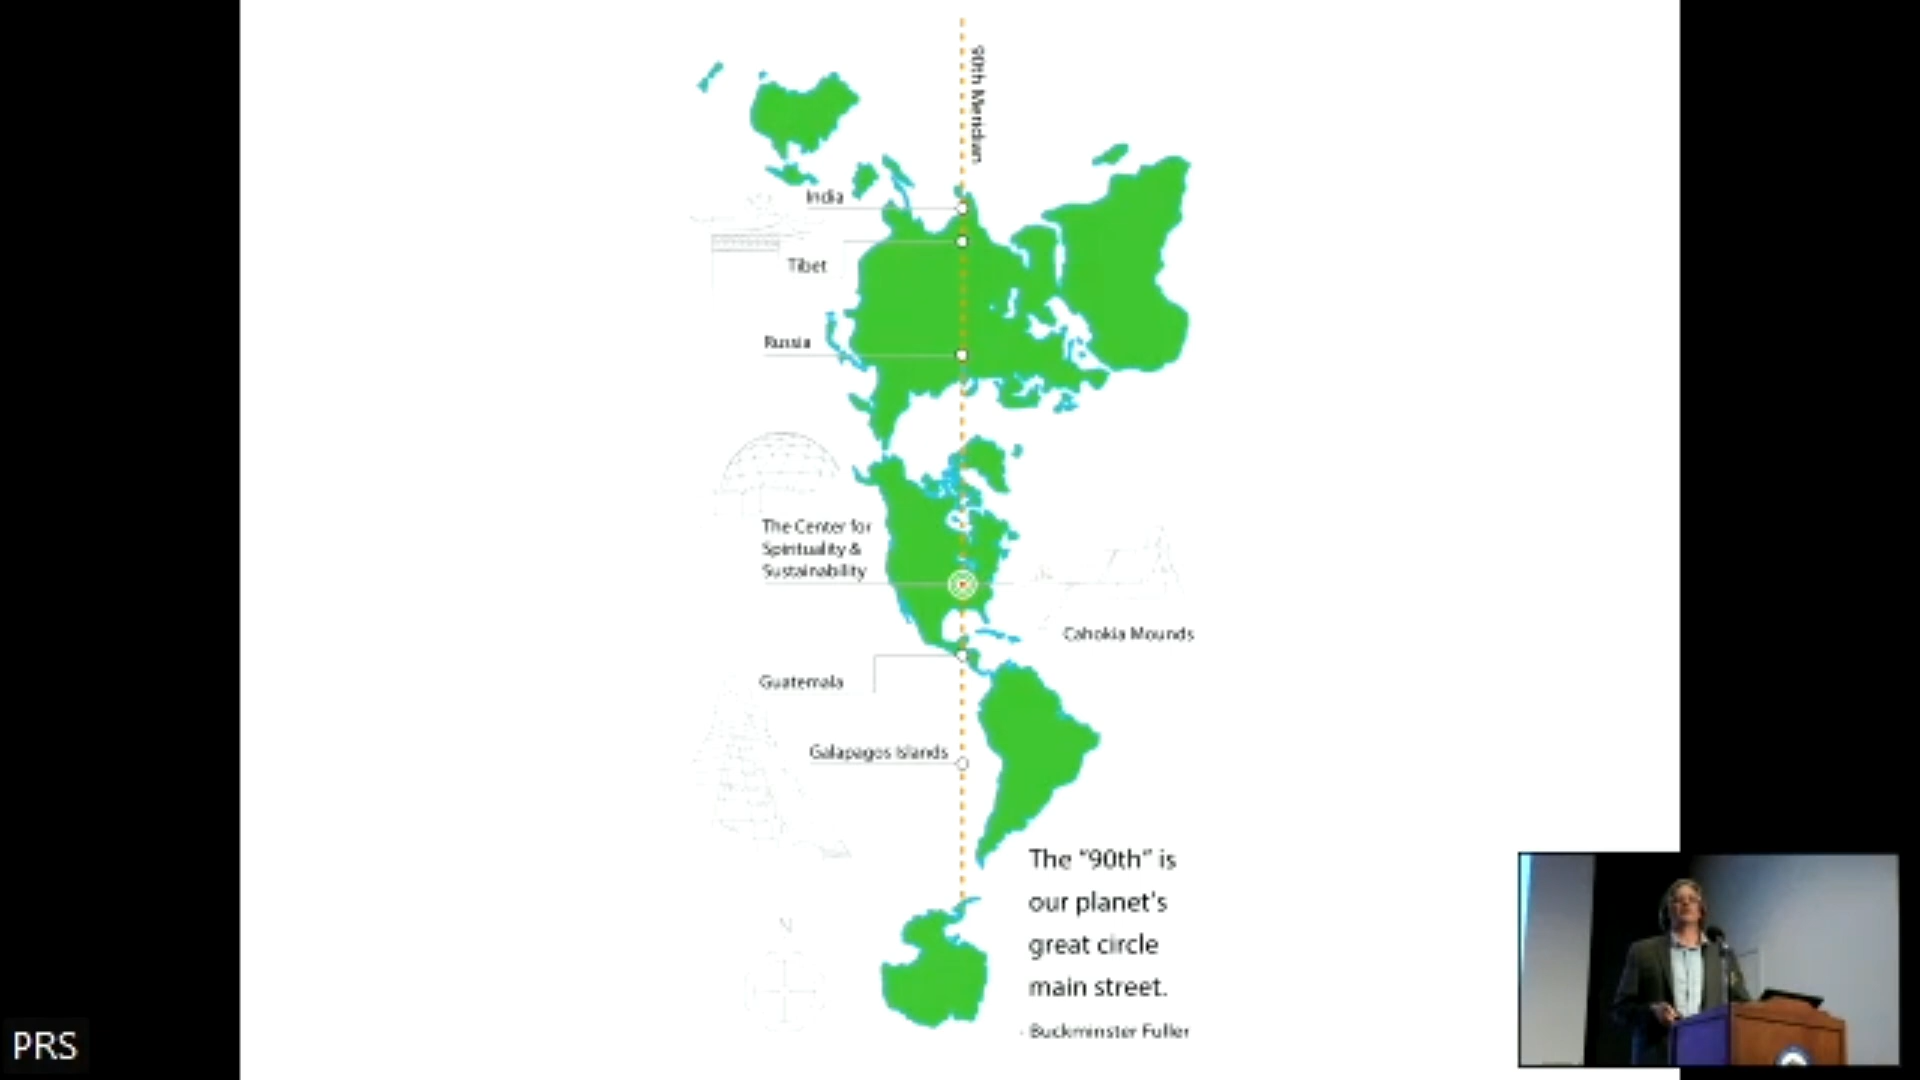 90th Meridian
India
Tibet
Russia
The Center for
Spirituality &
Sustainability
Cahokia Mounds
Guatemala
Galapagos Islands
The “90th” is
our planet's
great circle
main street.
- Buckminster Fuller
N
PRS